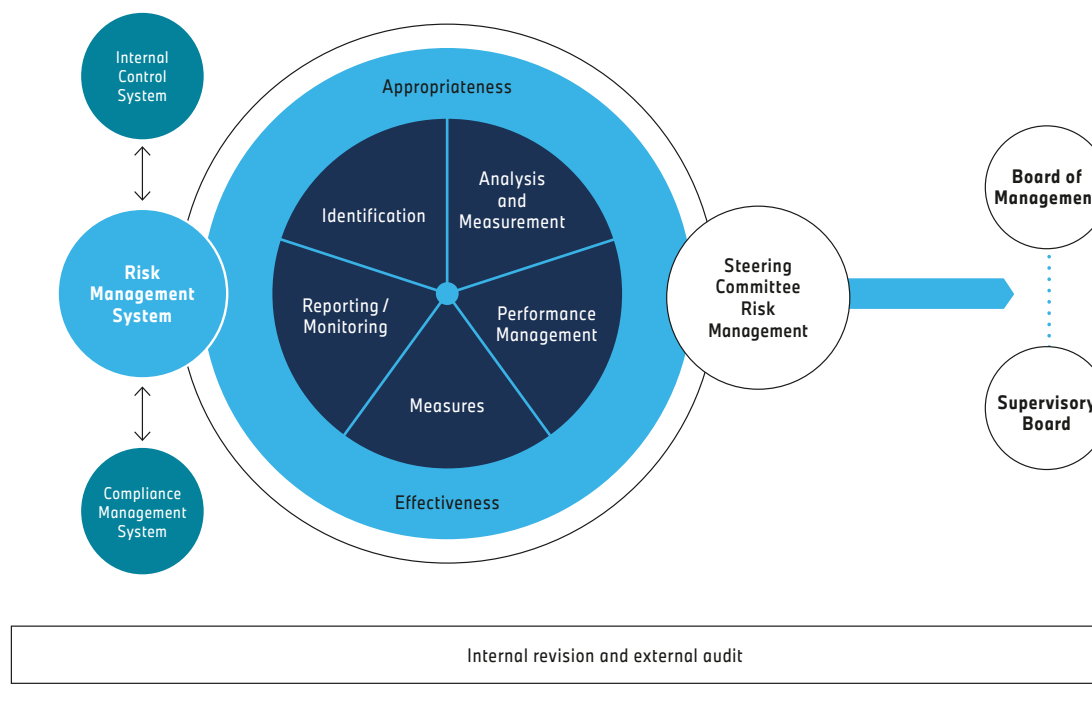 Internal
Control
System
Risk
Management
System
Compliance
Management
System
Appropriateness
Identification
Analysis
and
Measurement
Reporting /
Monitoring
Performance
Management
Measures
Effectiveness
Steering
Committee
Risk
Management
Board of
Managemen
Supervisory
Board
Internal revision and external audit